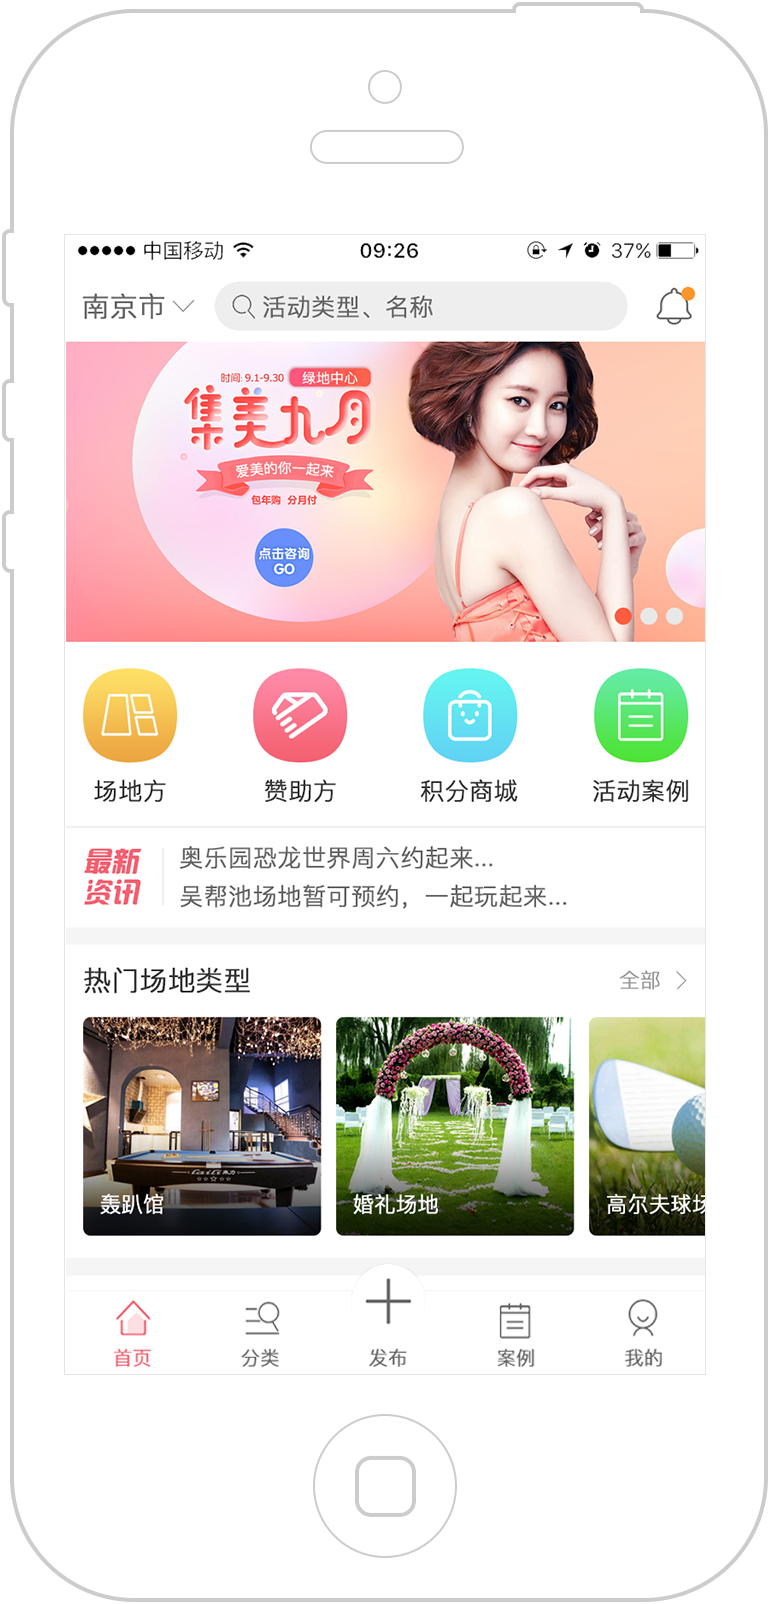 中国移动 09:26 37%
南京市 活动类型、名称
时间: 9.1-9.30 绿地中心
集美九月
爱美的你一起来
包年购 分月付
点击咨询
GO
场地方 赞助方 积分商城 活动案例
最新
资讯
奥乐园恐龙世界周六约起来...
吴帮池场地暂可预约，一起玩起来...
热门场地类型 全部
轰趴馆 婚礼场地 高尔夫球场
首页 分类 发布 案例 我的